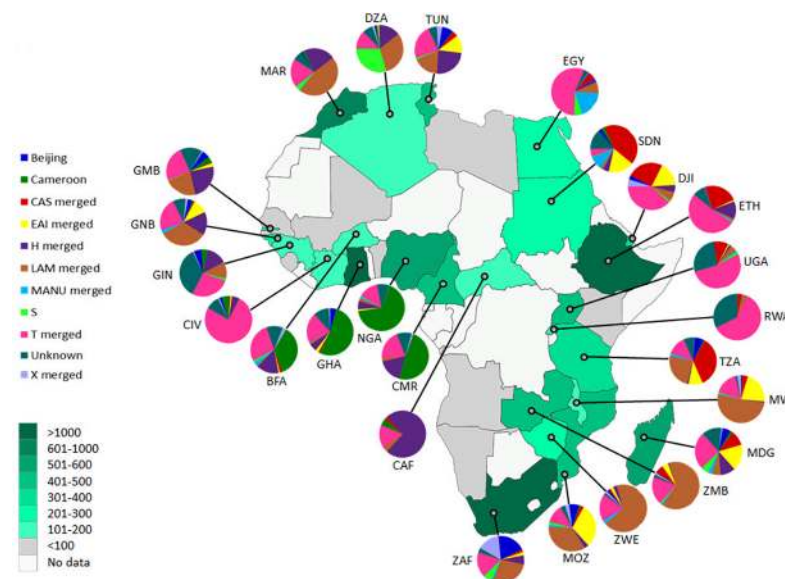 DZA
TUN
MAR
EGY
SDN
DJI
ETH
GMB
GNB
GIN
CIV
BFA
GHA
NGA
CMR
CAF
UGA
RWA
TZA
MW
MDG
ZMB
ZWE
MOZ
ZAF
Beijing
Cameroon
CAS merged
EAI merged
H merged
LAM merged
MANU merged
S
T merged
Unknown
X merged
>1000
601-1000
501-600
401-500
301-400
201-300
101-200
<100
No data